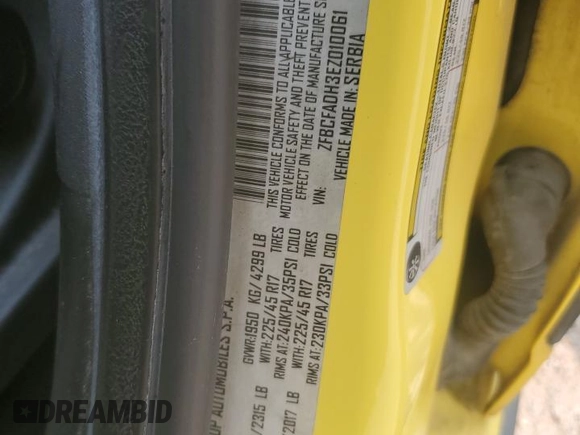 THIS VEHICLE CONFORMS TO ALL APPLICABLE
MOTOR VEHICLE SAFETY AND THEFT PREVENT
EFFECT ON THE DATE OF MANUFACTURE S
VIN: ZFBCFADH3EZ010061
VEHICLE MADE IN: SERBIA
AUTOMOBILES S.P.A.
GVWR:1950 KG/4299 LB
/2315 LB WITH:225/45 R17 TIRES
RIMS AT:240KPA/35PSI COLD
/2017 LB WITH:225/45 R17 TIRES
RIMS AT:230KPA/33PSI COLD
DREAMBID